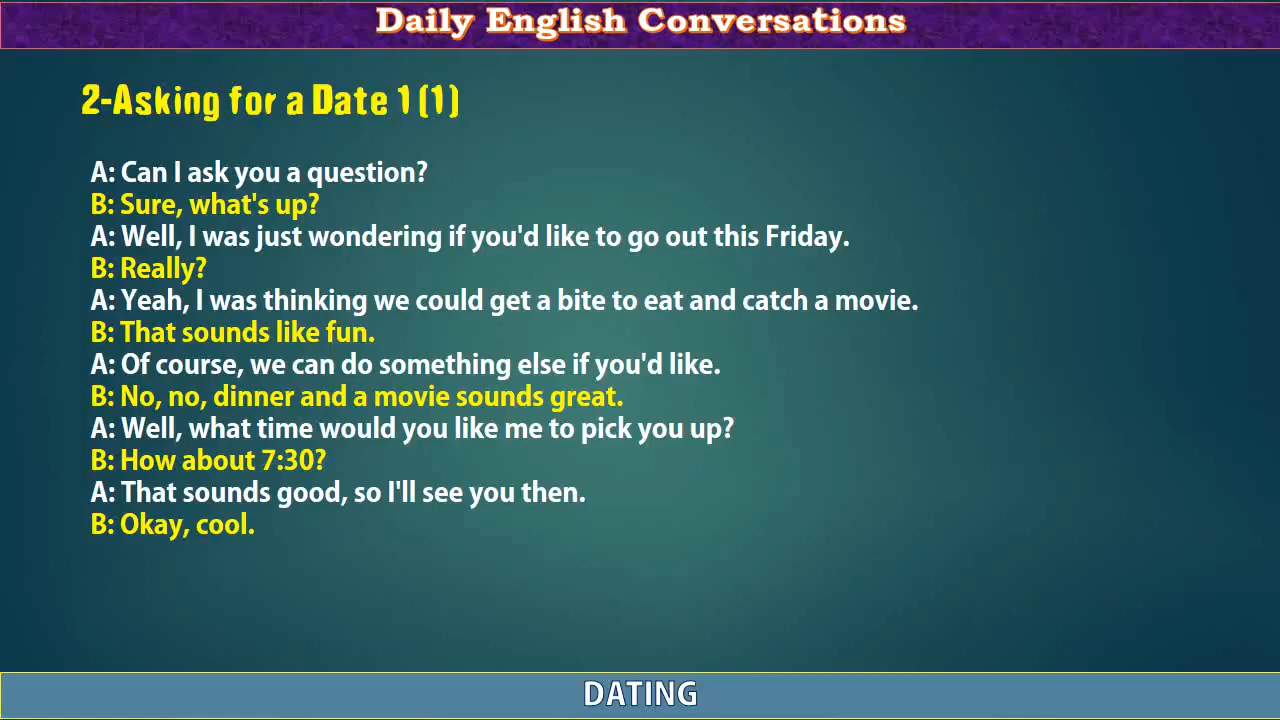 Daily English Conversations
2-Asking for a Date 1 (1)
A: Can I ask you a question?
B: Sure, what's up?
A: Well, I was just wondering if you'd like to go out this Friday.
B: Really?
A: Yeah, I was thinking we could get a bite to eat and catch a movie.
B: That sounds like fun.
A: Of course, we can do something else if you'd like.
B: No, no, dinner and a movie sounds great.
A: Well, what time would you like me to pick you up?
B: How about 7:30?
A: That sounds good, so I'll see you then.
B: Okay, cool.
DATING